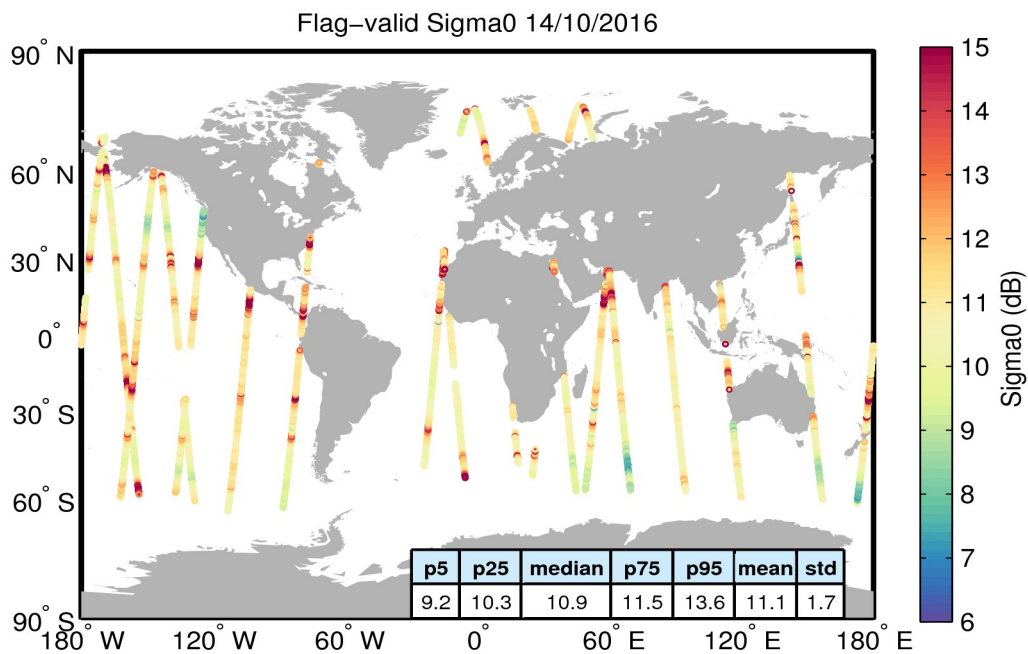 Flag−valid Sigma0 14/10/2016
90° N
60° N
30° N
0°
30° S
60° S
90° S
180° W
120° W
60° W
0°
60° E
120° E
180° E
15
14
13
12
11
10
9
8
7
6
Sigma0 (dB)
p5 p25 median p75 p95 mean std
9.2 10.3 10.9 11.5 13.6 11.1 1.7